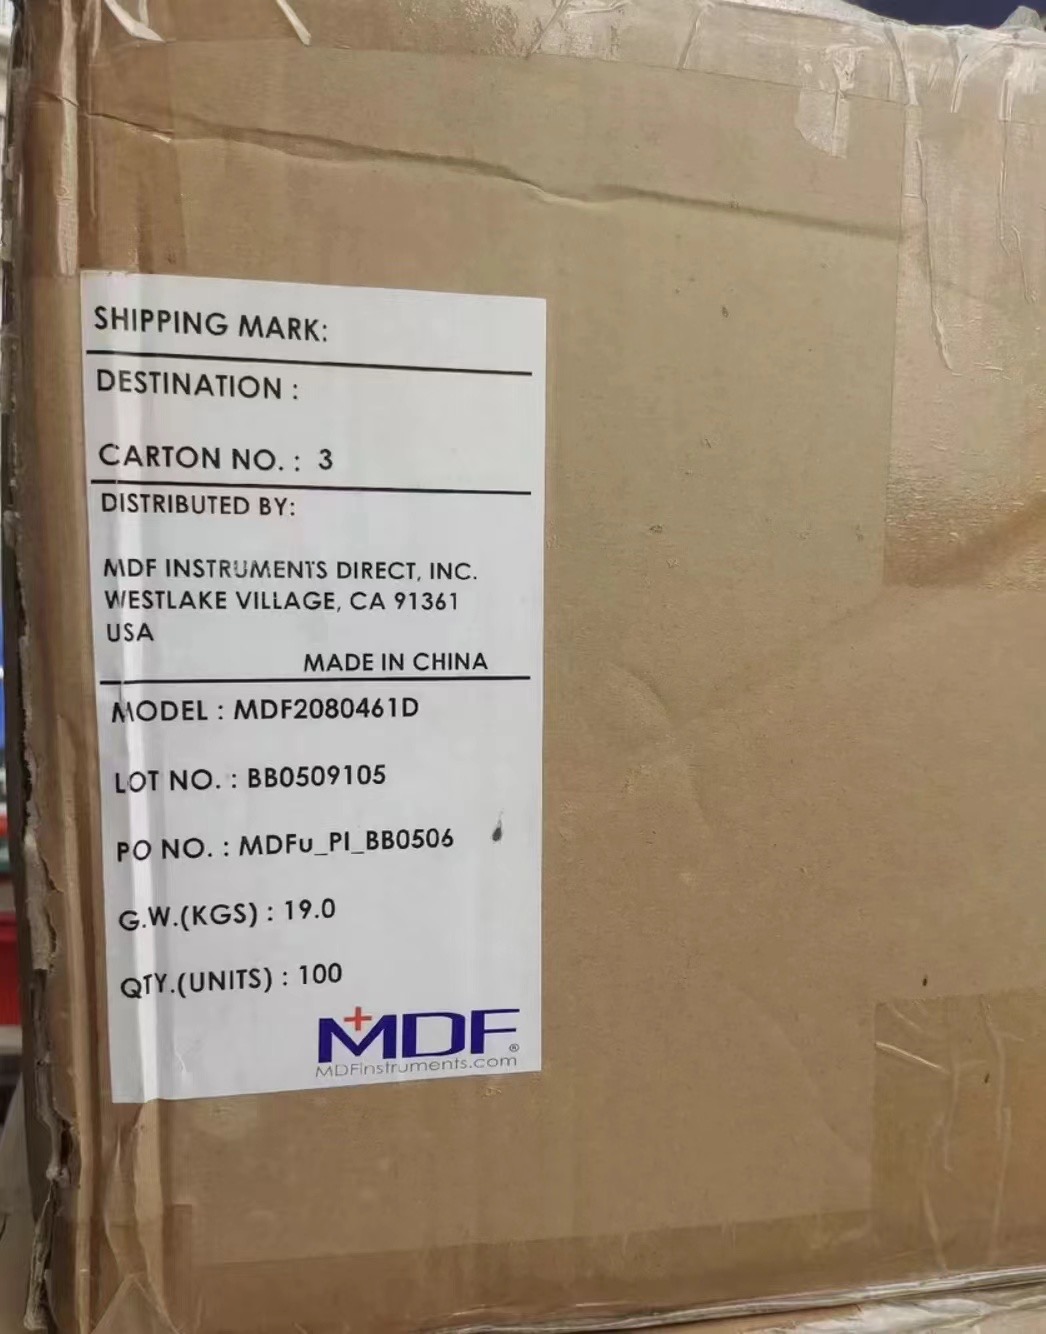 SHIPPING MARK:
DESTINATION :
CARTON NO. : 3
DISTRIBUTED BY:
MDF INSTRUMENTS DIRECT, INC.
WESTLAKE VILLAGE, CA 91361
USA
MADE IN CHINA
MODEL : MDF2080461D
LOT NO. : BB0509105
PO NO. : MDFu_PI_BB0506
G.W.(KGS) : 19.0
QTY.(UNITS) : 100
MDF®
MDFinstruments.com